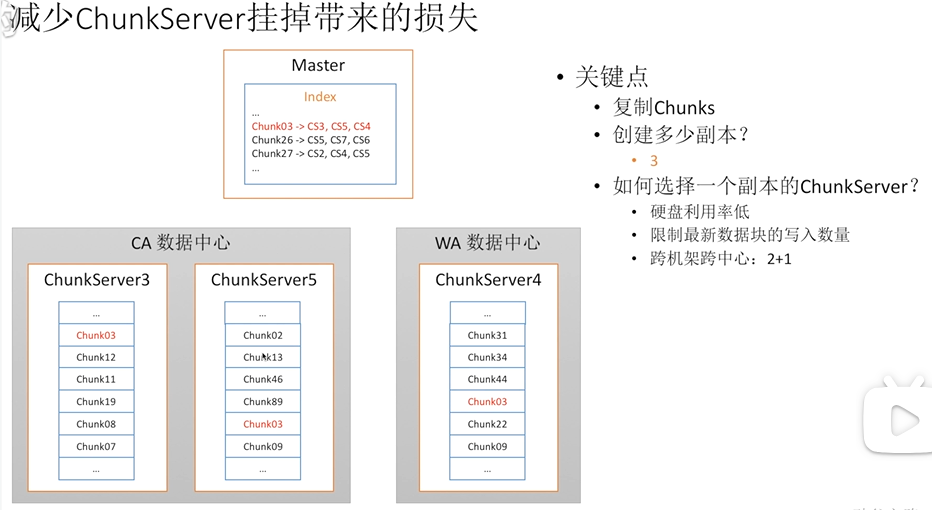 减少ChunkServer挂掉带来的损失
Master
Index
...
Chunk03 -> CS3, CS5, CS4
Chunk26 -> CS5, CS7, CS6
Chunk27 -> CS2, CS4, CS5
...
• 关键点
• 复制Chunks
• 创建多少副本？
• 3
• 如何选择一个副本的ChunkServer？
• 硬盘利用率低
• 限制最新数据块的写入数量
• 跨机架跨中心：2+1
CA 数据中心
ChunkServer3
...
Chunk03
Chunk12
Chunk11
Chunk19
Chunk08
Chunk07
...
ChunkServer5
...
Chunk02
Chunk13
Chunk46
Chunk89
Chunk03
Chunk09
...
WA 数据中心
ChunkServer4
...
Chunk31
Chunk34
Chunk44
Chunk03
Chunk22
Chunk09
...